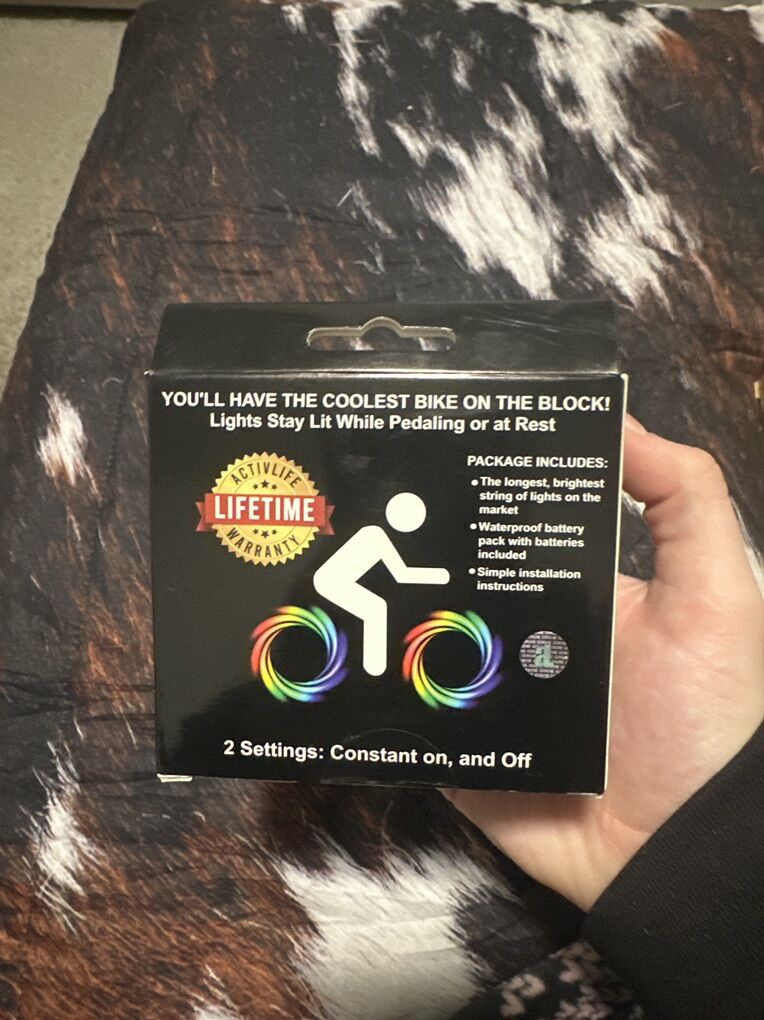 YOU'LL HAVE THE COOLEST BIKE ON THE BLOCK!
Lights Stay Lit While Pedaling or at Rest
ACTIVLIFE
LIFETIME
WARRANTY
PACKAGE INCLUDES:
• The longest, brightest
string of lights on the
market
• Waterproof battery
pack with batteries
included
• Simple installation
instructions
a
2 Settings: Constant on, and Off